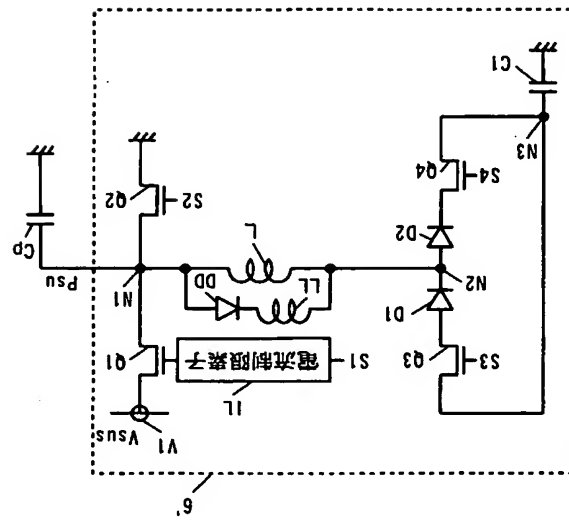 6'
V1
Vsus
IL
S3
Q3
S1
電流制限素子
Q1
D1
LL
DD
N1
N2
Psu
Cp
D2
L
S4
Q4
S2
Q2
N3
C1